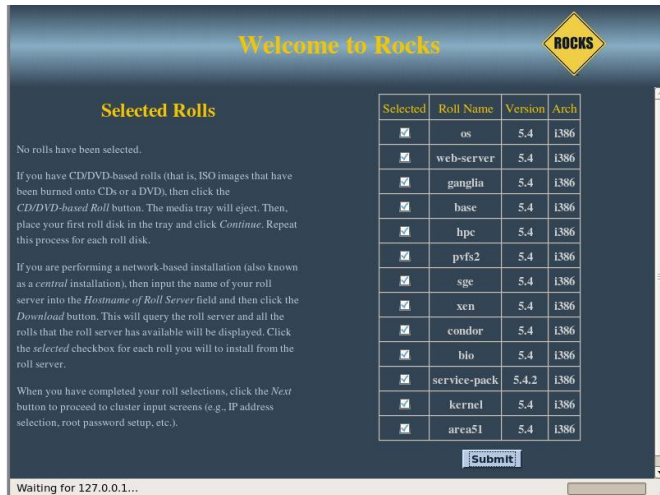 Welcome to Rocks
ROCKS
Selected Rolls
No rolls have been selected.
If you have CD/DVD-based rolls (that is, ISO images that have
been burned onto CDs or a DVD), then click the
CD/DVD-based Roll button. The media tray will eject. Then,
place your first roll disk in the tray and click Continue. Repeat
this process for each roll disk.
If you are performing a network-based installation (also known
as a central installation), then input the name of your roll
server into the Hostname of Roll Server field and then click the
Download button. This will query the roll server and all the
rolls that the roll server has available will be displayed. Click
the selected checkbox for each roll you will to install from the
roll server.
When you have completed your roll selections, click the Next
button to proceed to cluster input screens (e.g., IP address
selection, root password setup, etc.).
Selected Roll Name Version Arch
os 5.4 i386
web-server 5.4 i386
ganglia 5.4 i386
base 5.4 i386
hpc 5.4 i386
pvfs2 5.4 i386
sge 5.4 i386
xen 5.4 i386
condor 5.4 i386
bio 5.4 i386
service-pack 5.4.2 i386
kernel 5.4 i386
area51 5.4 i386
Submit
Waiting for 127.0.0.1...